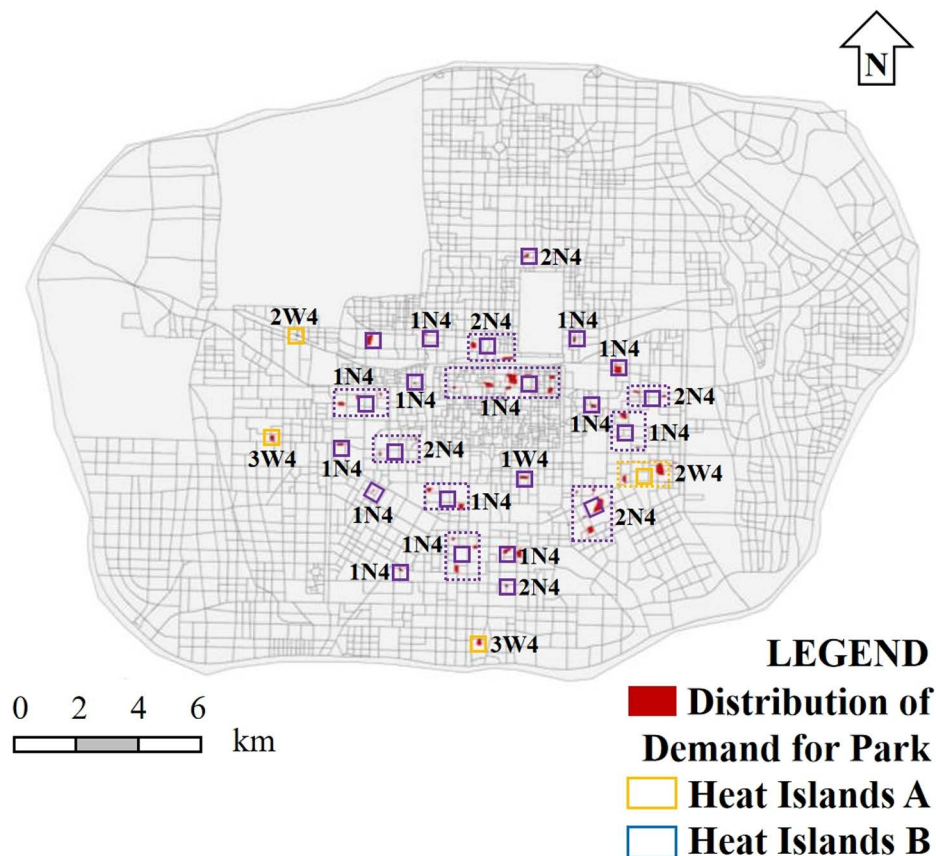 N
2N4
2W4
1N4
2N4
1N4
1N4
1N4
1N4
1N4
2N4
1N4
1N4
3W4
1N4
2N4
1W4
2W4
1N4
1N4
2N4
1N4
1N4
1N4
2N4
3W4
LEGEND
0 2 4 6
km
Distribution of
Demand for Park
Heat Islands A
Heat Islands B